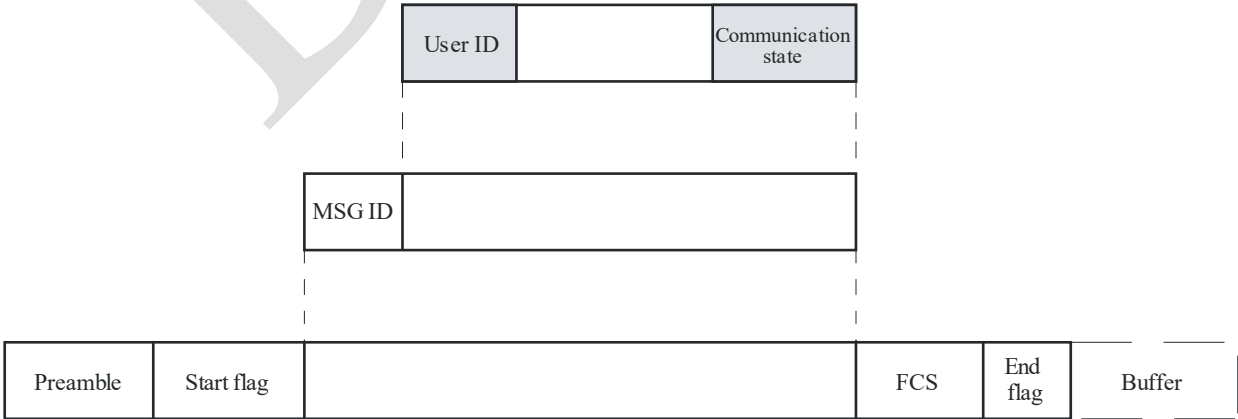 User ID
Communication
state
MSG ID
Preamble
Start flag
FCS
End
flag
Buffer